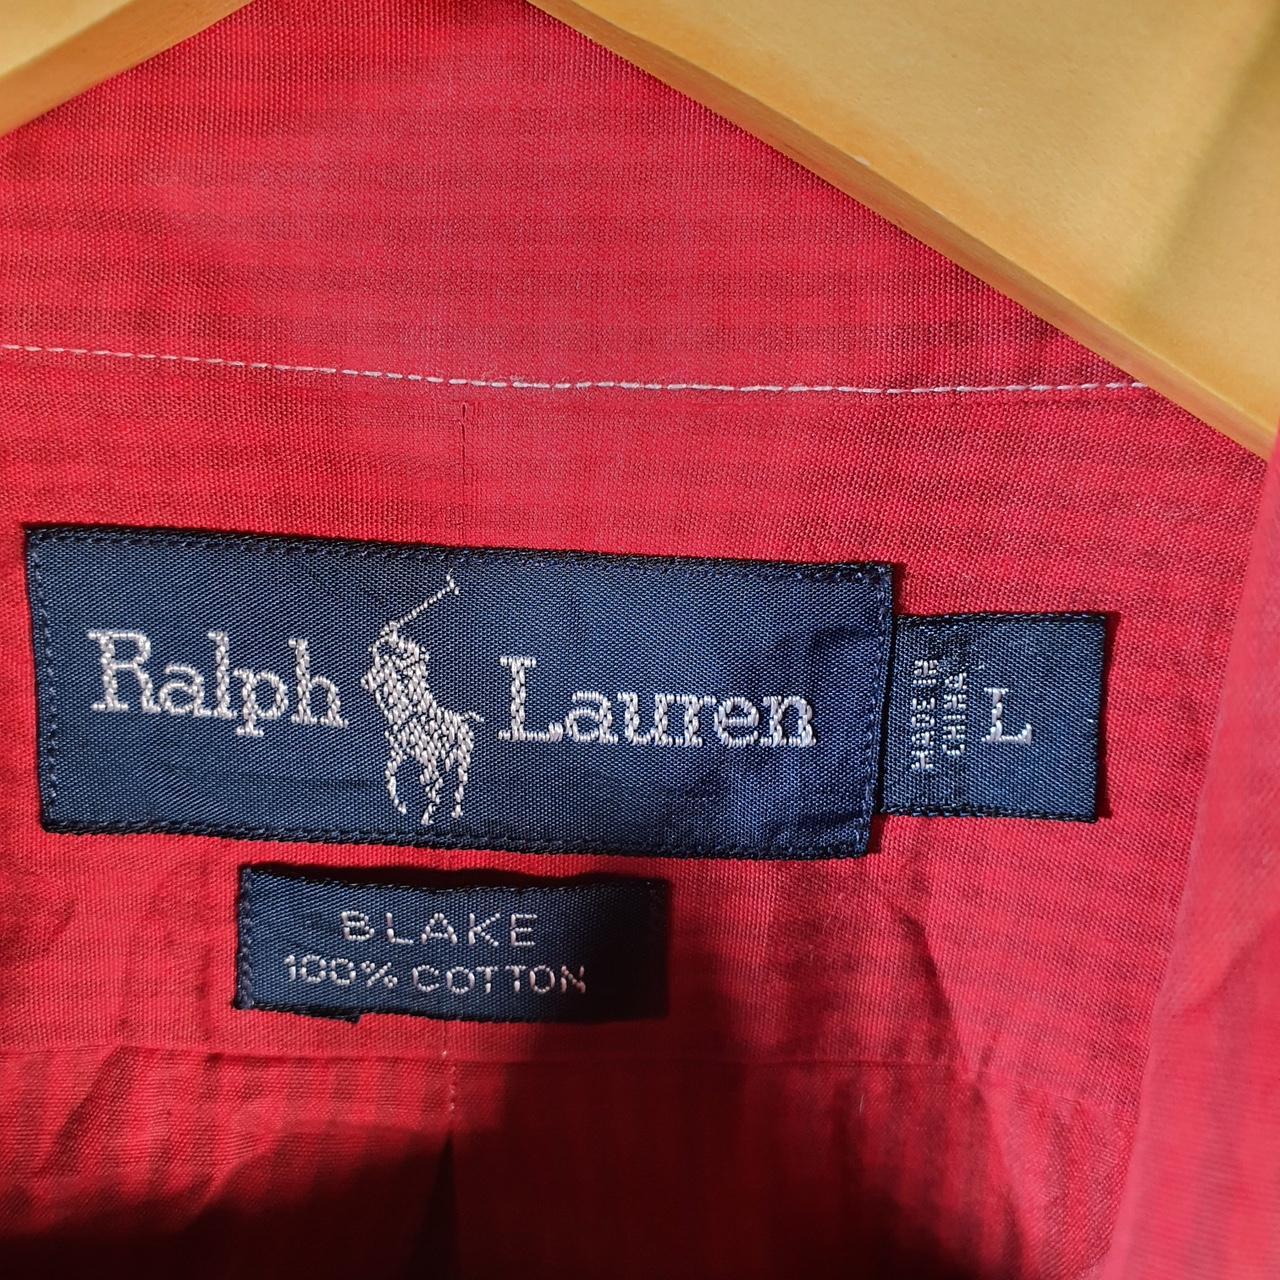 Ralph Lauren
MADE IN
CHINA
L
BLAKE
100% COTTON